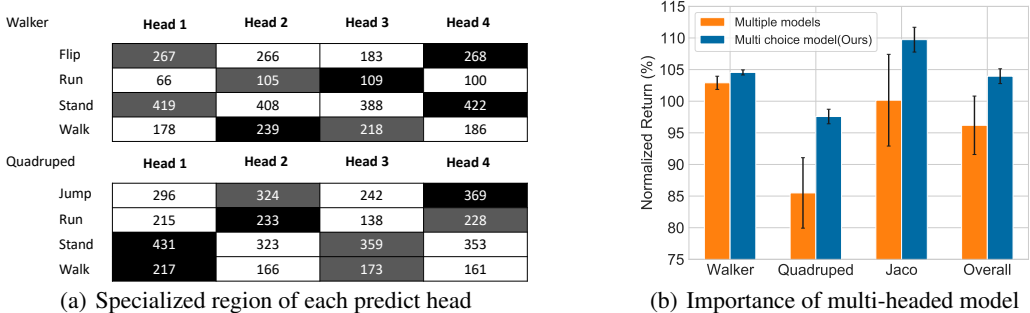 Walker Head 1 Head 2 Head 3 Head 4
Flip 267 266 183 268
Run 66 105 109 100
Stand 419 408 388 422
Walk 178 239 218 186
Quadruped Head 1 Head 2 Head 3 Head 4
Jump 296 324 242 369
Run 215 233 138 228
Stand 431 323 359 353
Walk 217 166 173 161
(a) Specialized region of each predict head
Normalized Return (%)
115
110
105
100
95
90
85
80
75
Multiple models
Multi choice model(Ours)
Walker Quadruped Jaco Overall
(b) Importance of multi-headed model